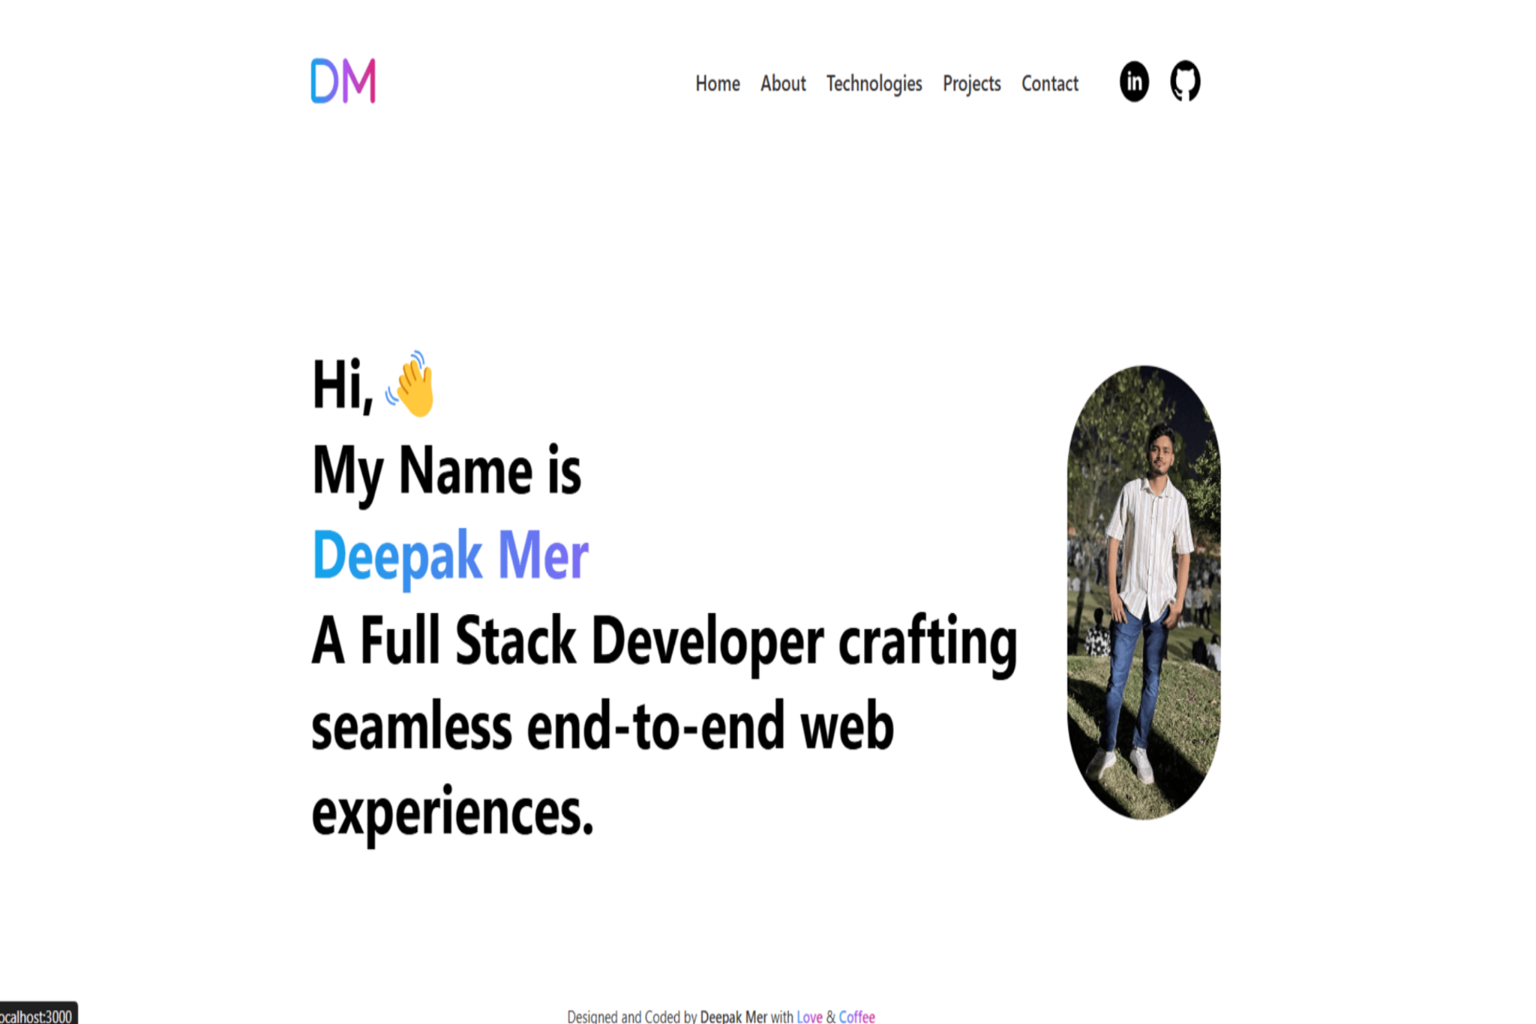 DM
Home About Technologies Projects Contact in
Hi,
My Name is
Deepak Mer
A Full Stack Developer crafting
seamless end-to-end web
experiences.
ocalhost:3000
Designed and Coded by Deepak Mer with Love & Coffee